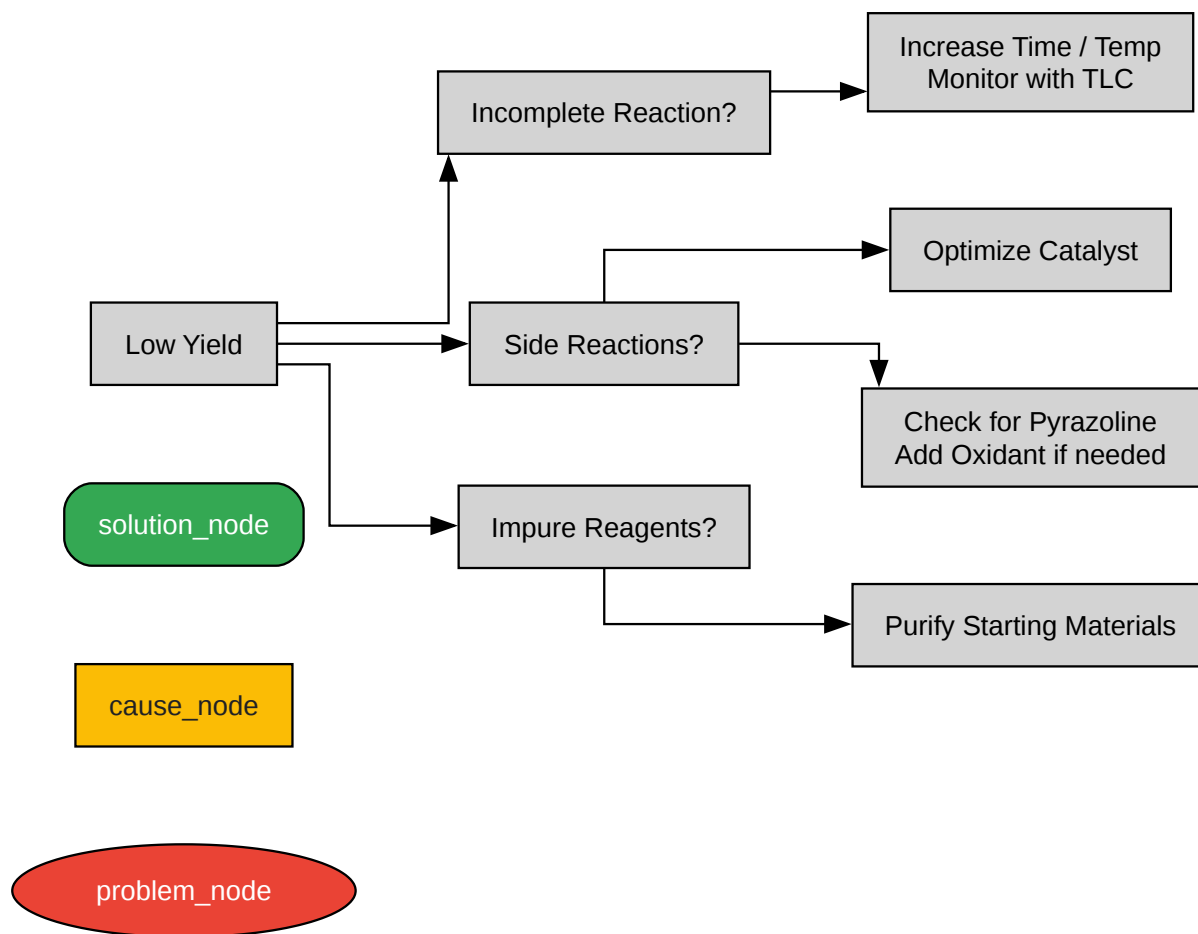 Increase Time / Temp
Monitor with TLC
Incomplete Reaction?
Optimize Catalyst
Low Yield
Side Reactions?
Check for Pyrazoline
Add Oxidant if needed
solution_node
Impure Reagents?
Purify Starting Materials
cause_node
problem_node